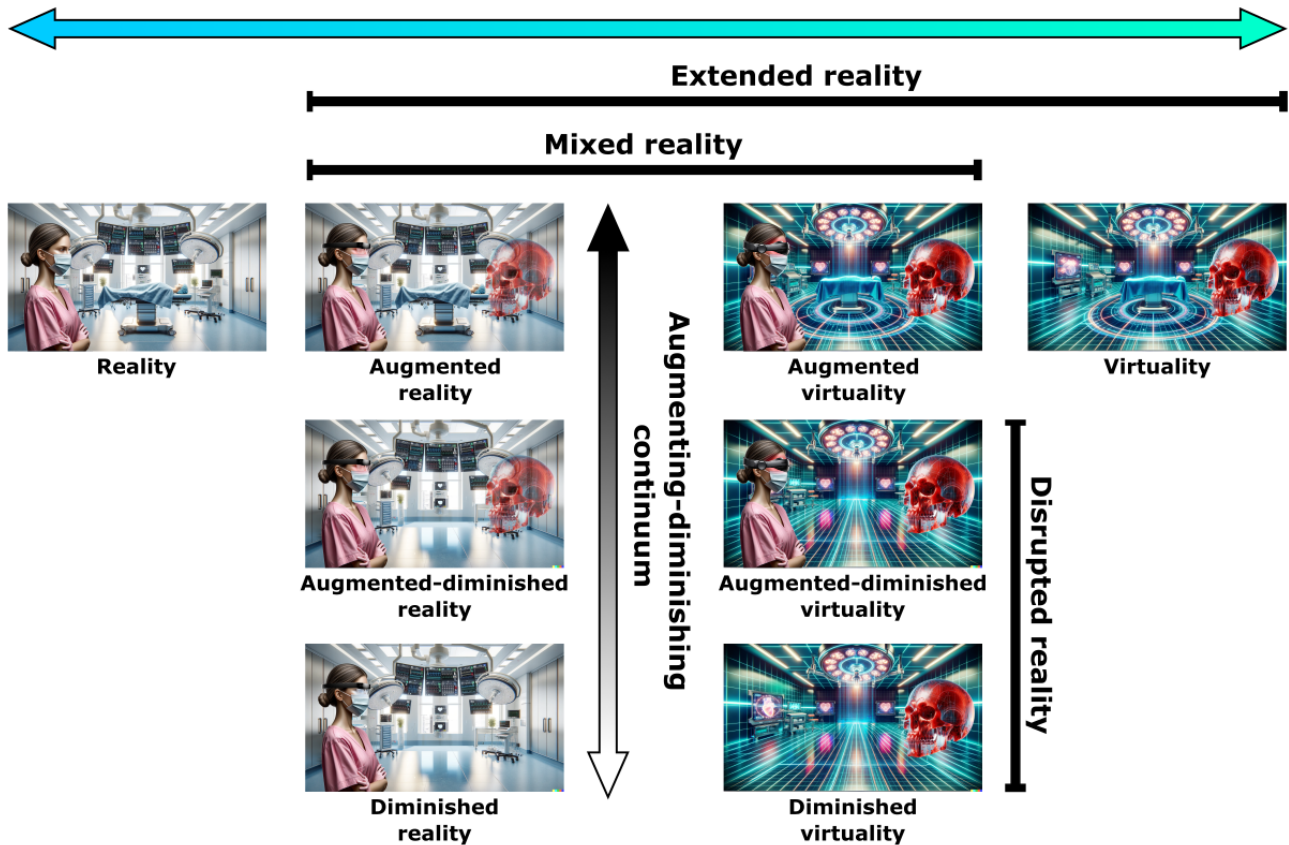 Extended reality
Mixed reality
Reality
Augmented
reality
Augmented
virtuality
Virtuality
Augmenting-diminishing
continuum
Augmented-diminished
reality
Augmented-diminished
virtuality
Disrupted reality
Diminished
reality
Diminished
virtuality